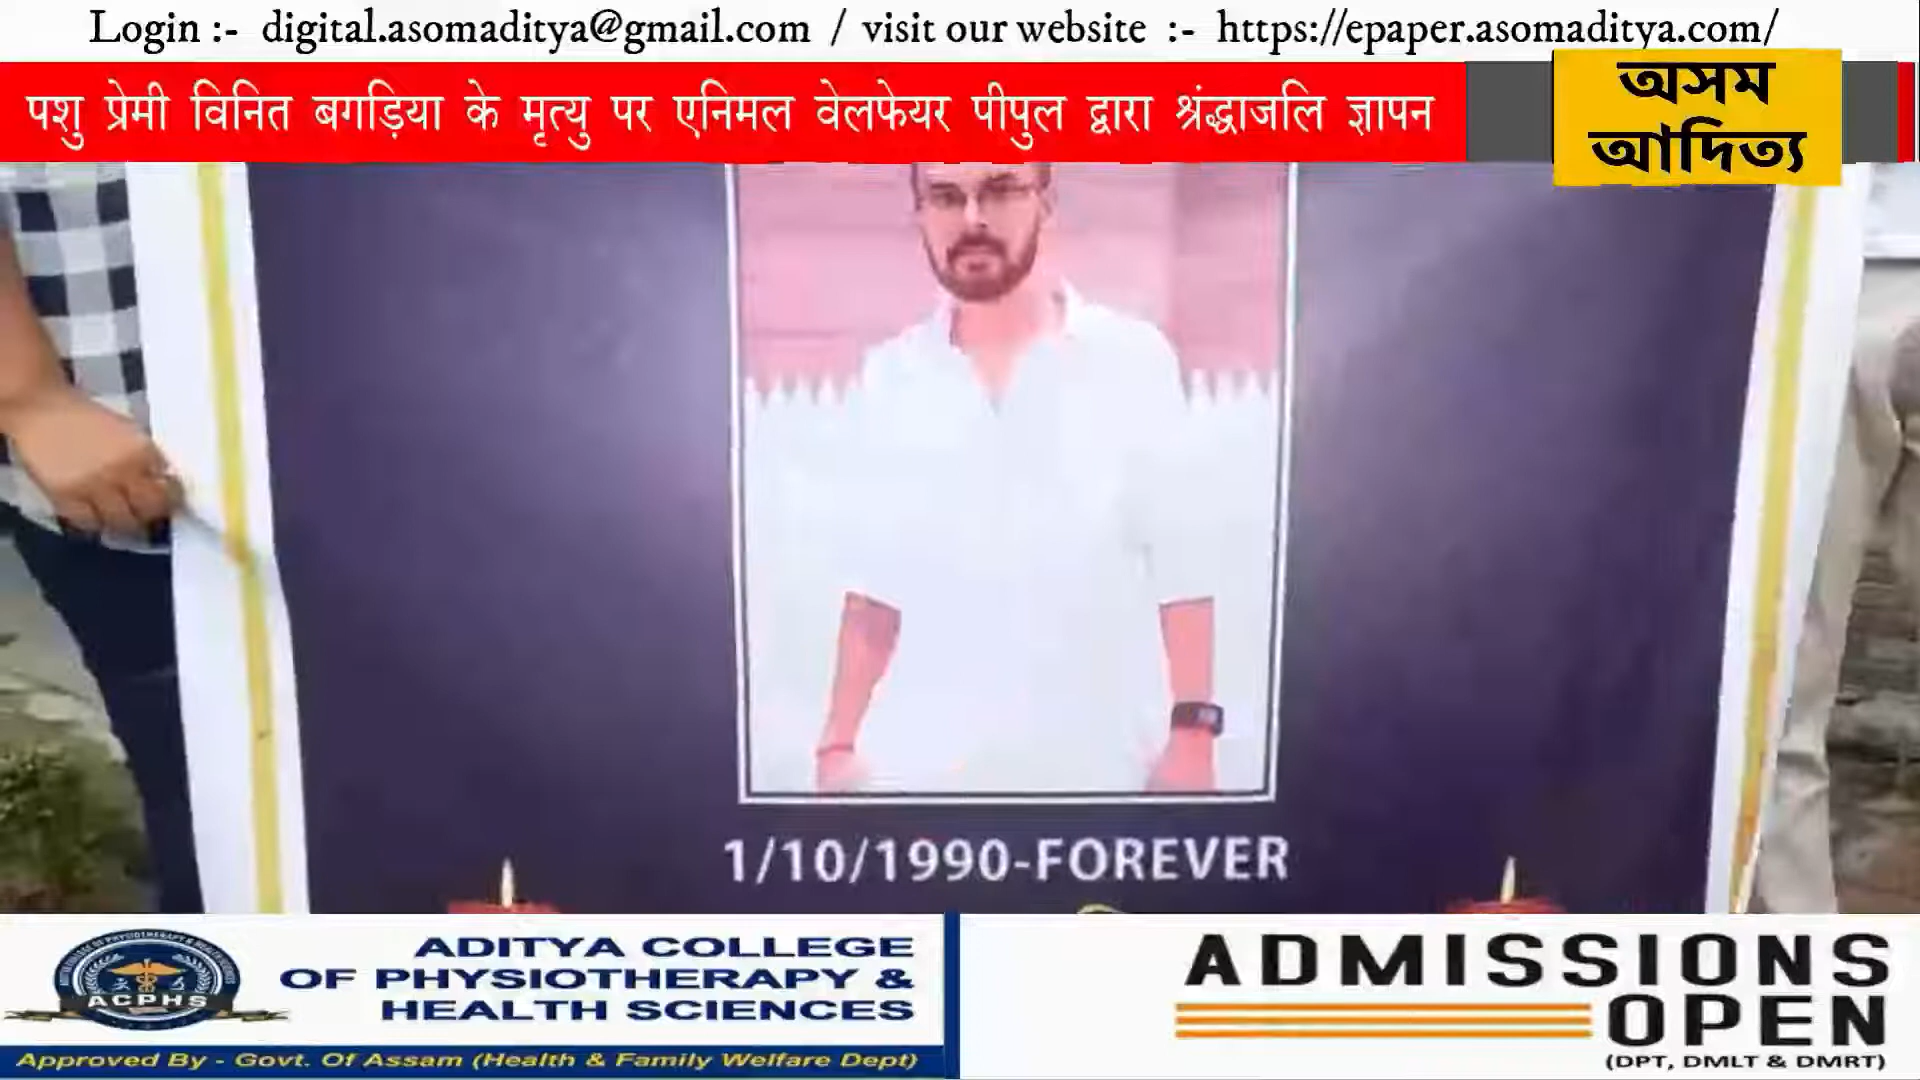 Login :- digital.asomaditya@gmail.com / visit our website :- https://epaper.asomaditya.com/
पशु प्रेमी विनित बगड़िया के मृत्यु पर एनिमल वेलफेयर पीपुल द्वारा श्रंद्धाजलि ज्ञापन
অসম
আদিত্য
1/10/1990-FOREVER
ACPHS
ADITYA COLLEGE
OF PHYSIOTHERAPY &
HEALTH SCIENCES
Approved By - Govt. Of Assam (Health & Family Welfare Dept)
ADMISSIONS
OPEN
(DPT, DMLT & DMRT)